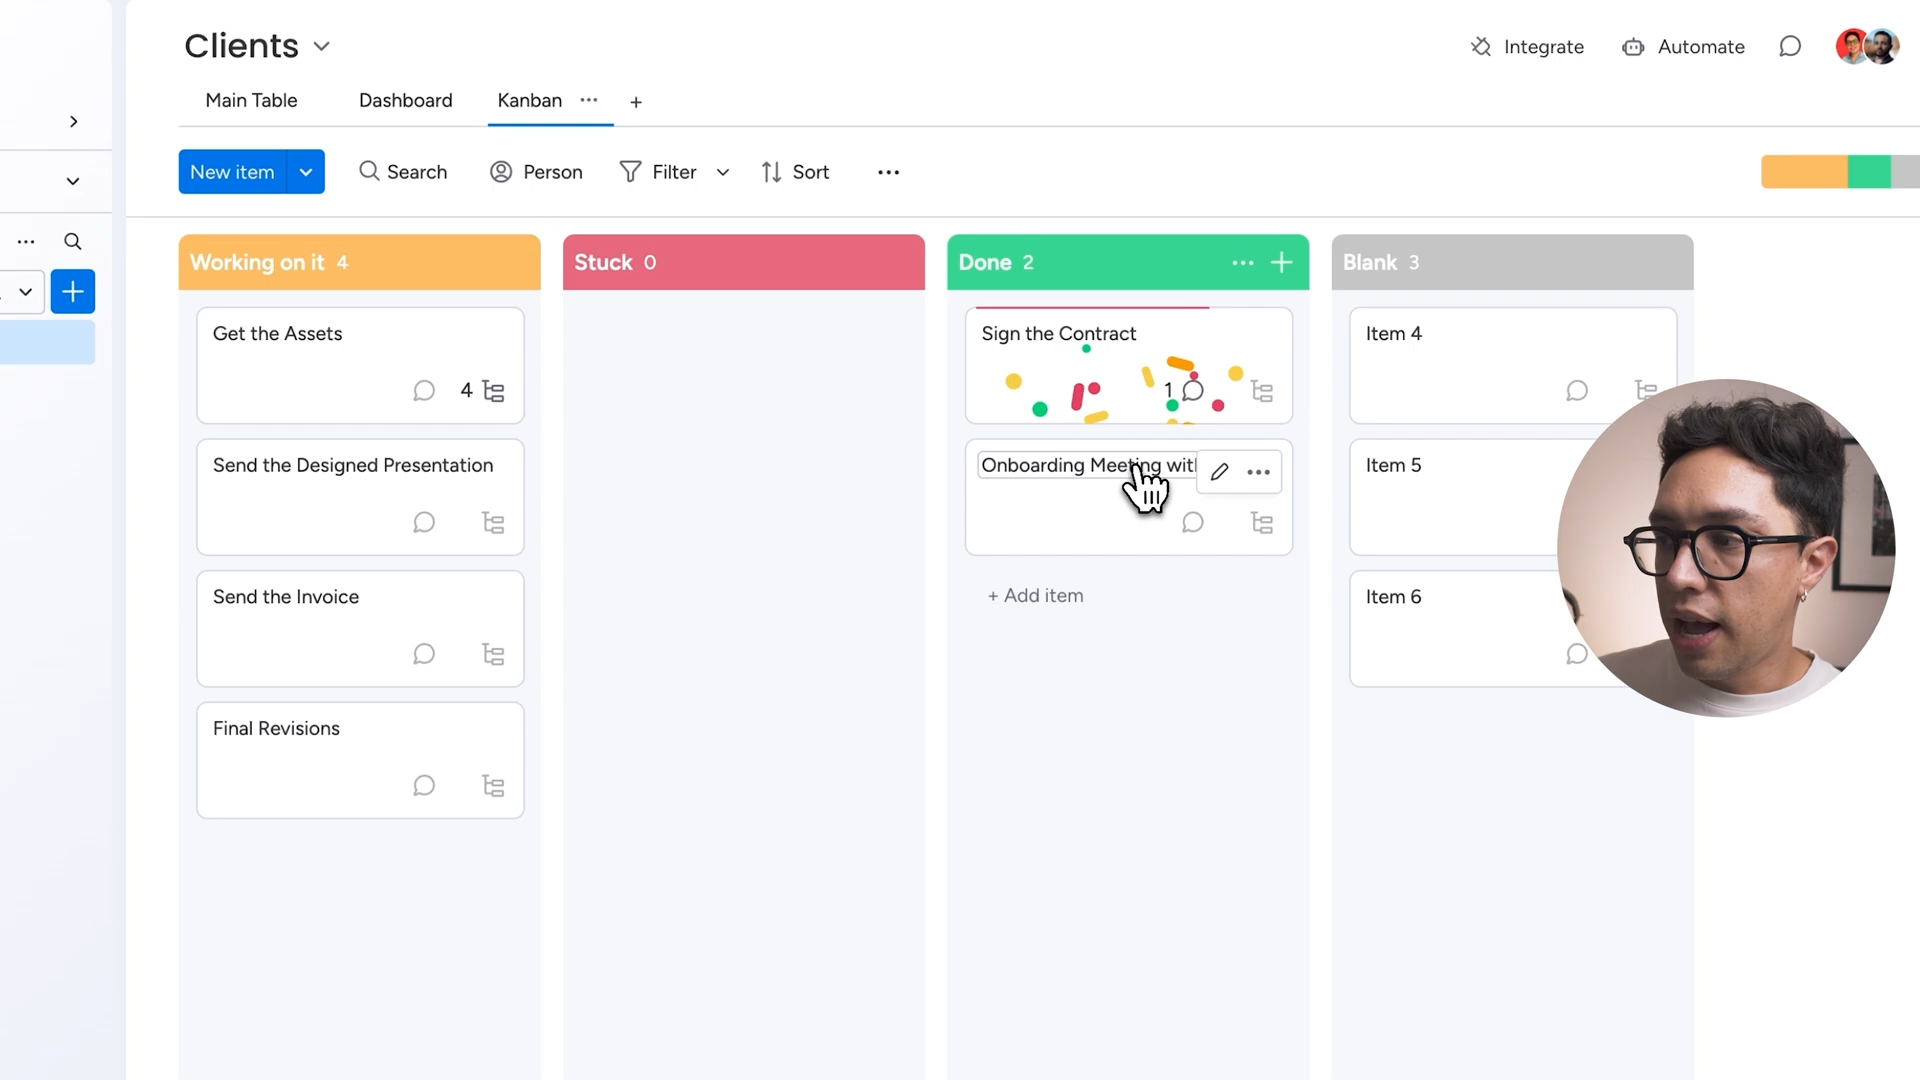 Clients
Integrate
Automate
Main Table
Dashboard
Kanban
New item
Search
Person
Filter
Sort
Working on it 4
Stuck 0
Done 2
Blank 3
Get the Assets
4
Send the Designed Presentation
Send the Invoice
Final Revisions
Sign the Contract
1
Onboarding Meeting with
+ Add item
Item 4
Item 5
Item 6